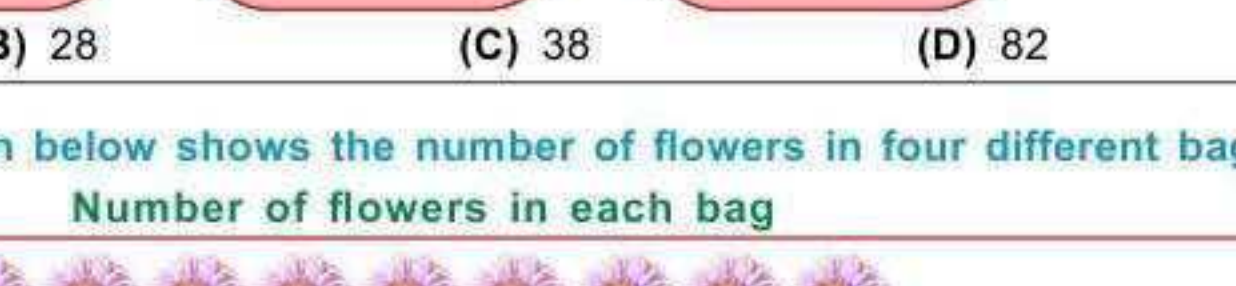 28 (C) 38 (D) 82
below shows the number of flowers in four different
Number of flowers in each bag